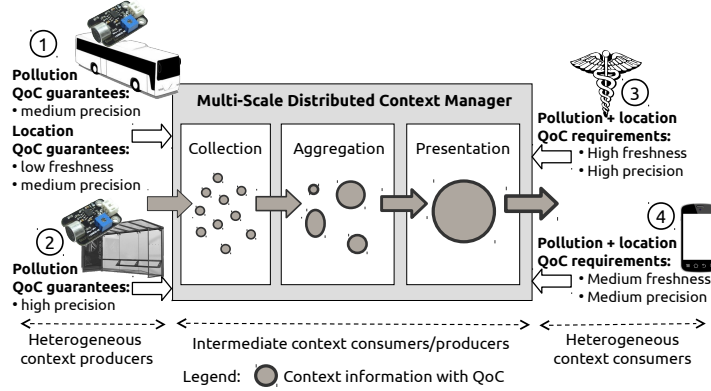 1
Pollution
QoC guarantees:
• medium precision
Location
QoC guarantees:
• low freshness
• medium precision
2
Pollution
QoC guarantees:
• high precision
Multi-Scale Distributed Context Manager
Collection
Aggregation
Presentation
3
Pollution + location
QoC requirements:
• High freshness
• High precision
4
Pollution + location
QoC requirements:
• Medium freshness
• Medium precision
Heterogeneous
context producers
Intermediate context consumers/producers
Heterogeneous
context consumers
Legend: Context information with QoC